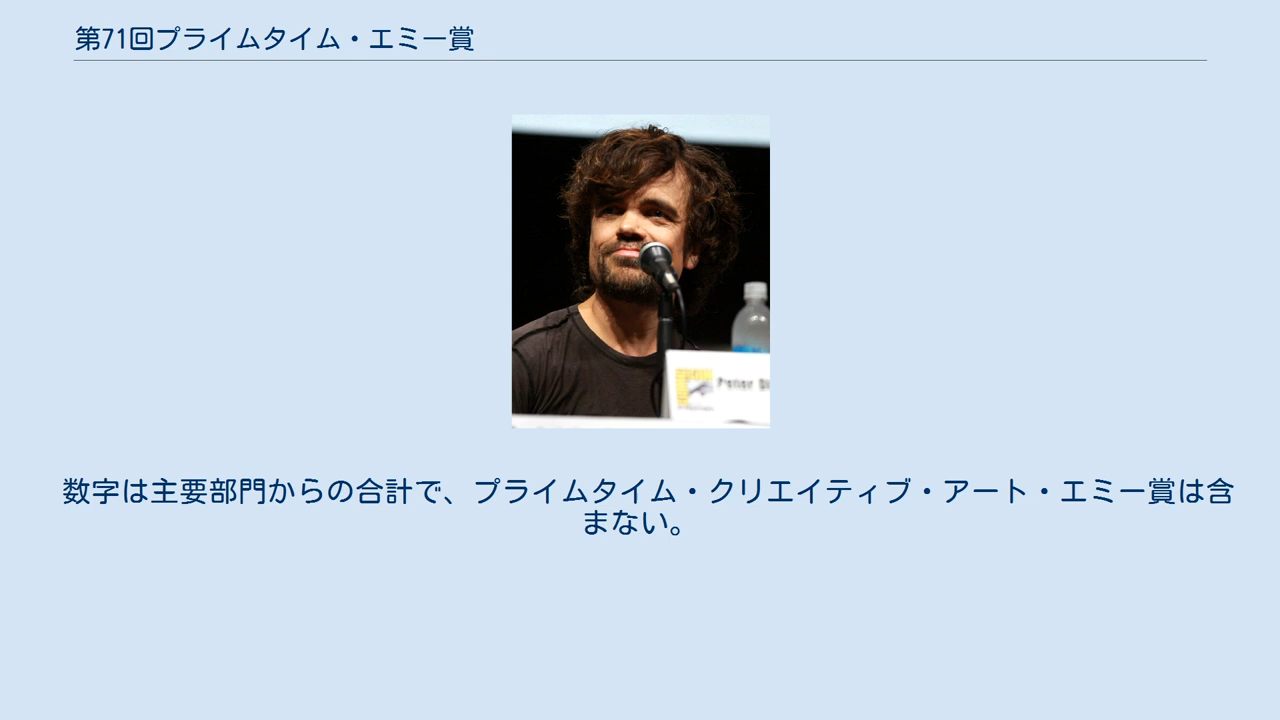 第71回プライムタイム・エミー賞
Peter Di
数字は主要部門からの合計で、プライムタイム・クリエイティブ・アート・エミー賞は含
まない。